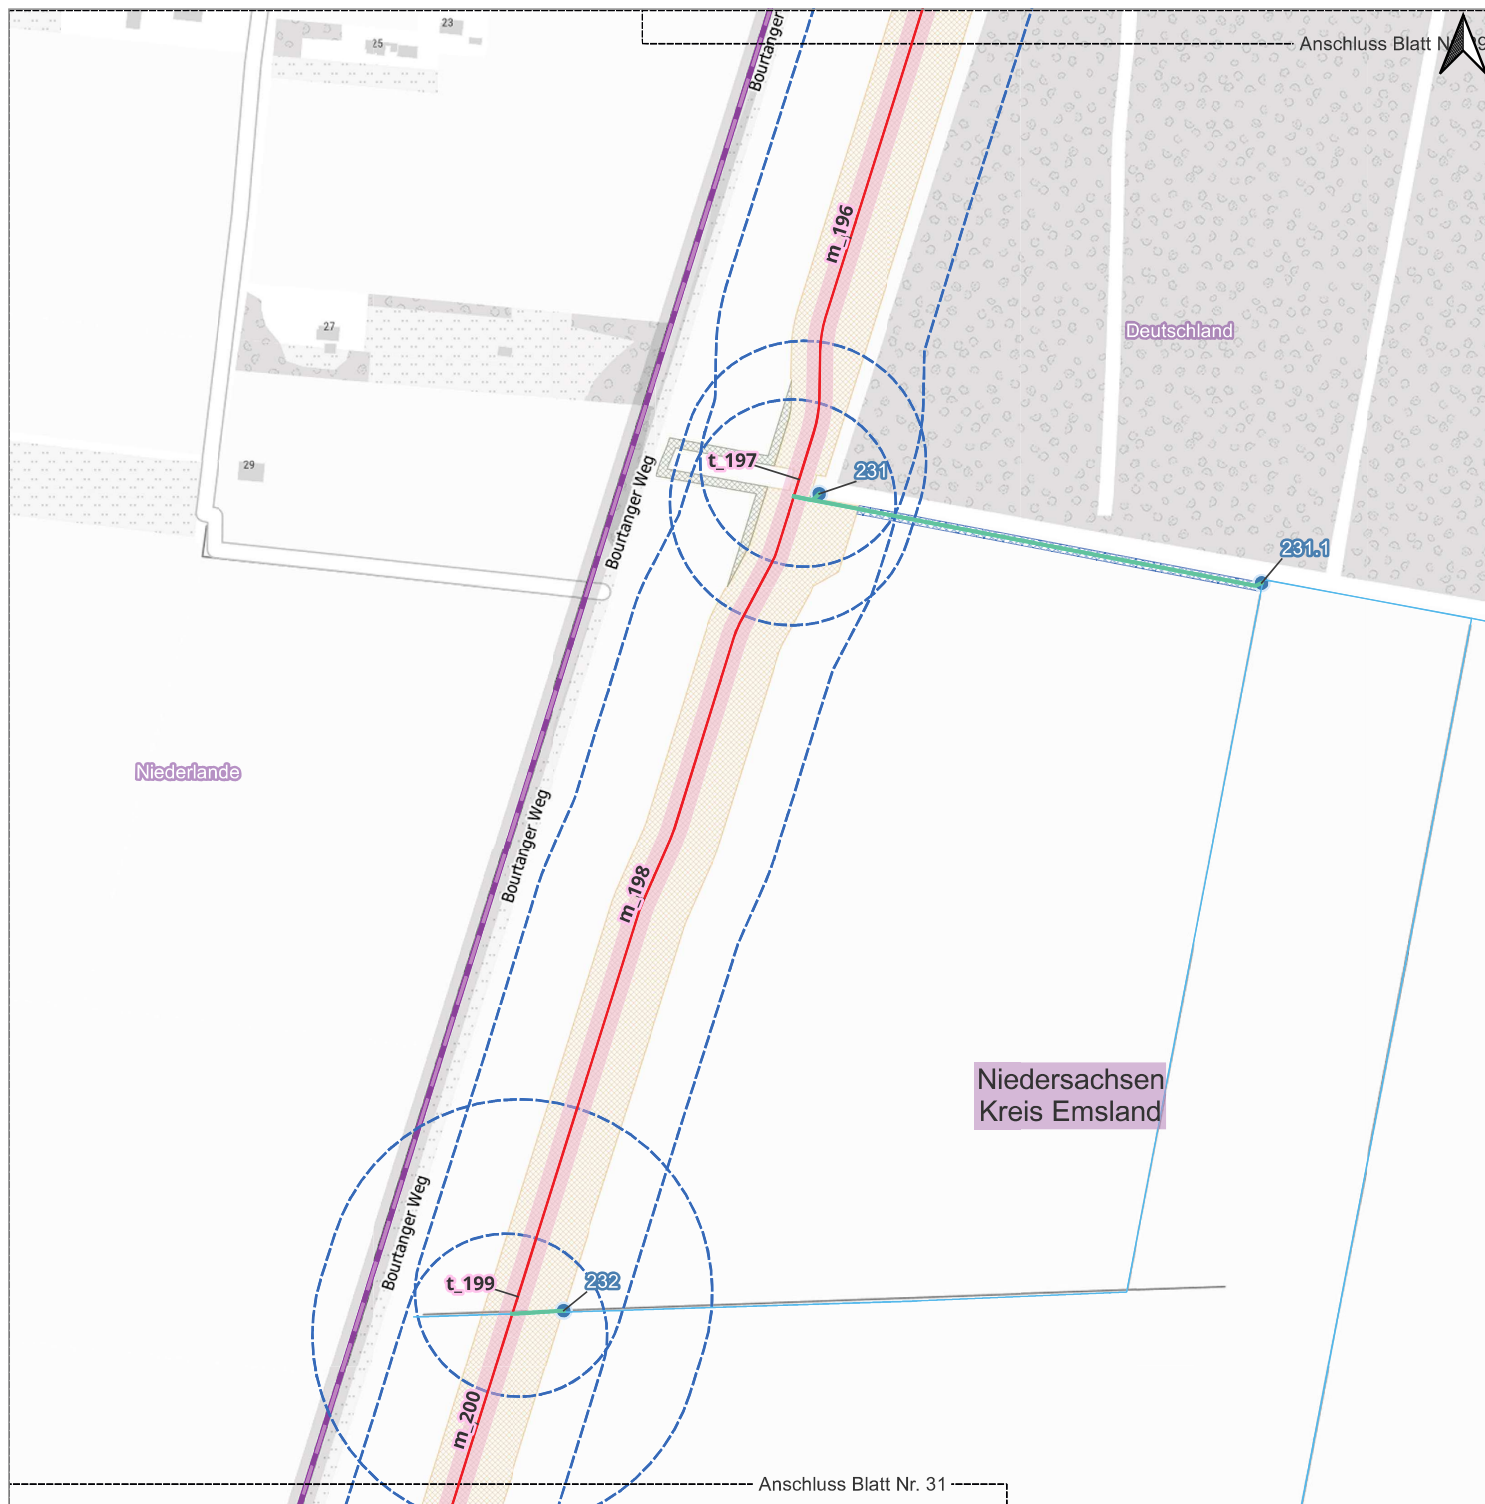 23
25
Bourtanger
Anschluss Blatt N
9
m_196
27
Deutschland
t_197
231
29
Bourtanger Weg
231.1
Niederlande
Bourtanger Weg
m_198
Niedersachsen
Kreis Emsland
Bourtanger Weg
t_199
232
m_200
Anschluss Blatt Nr. 31